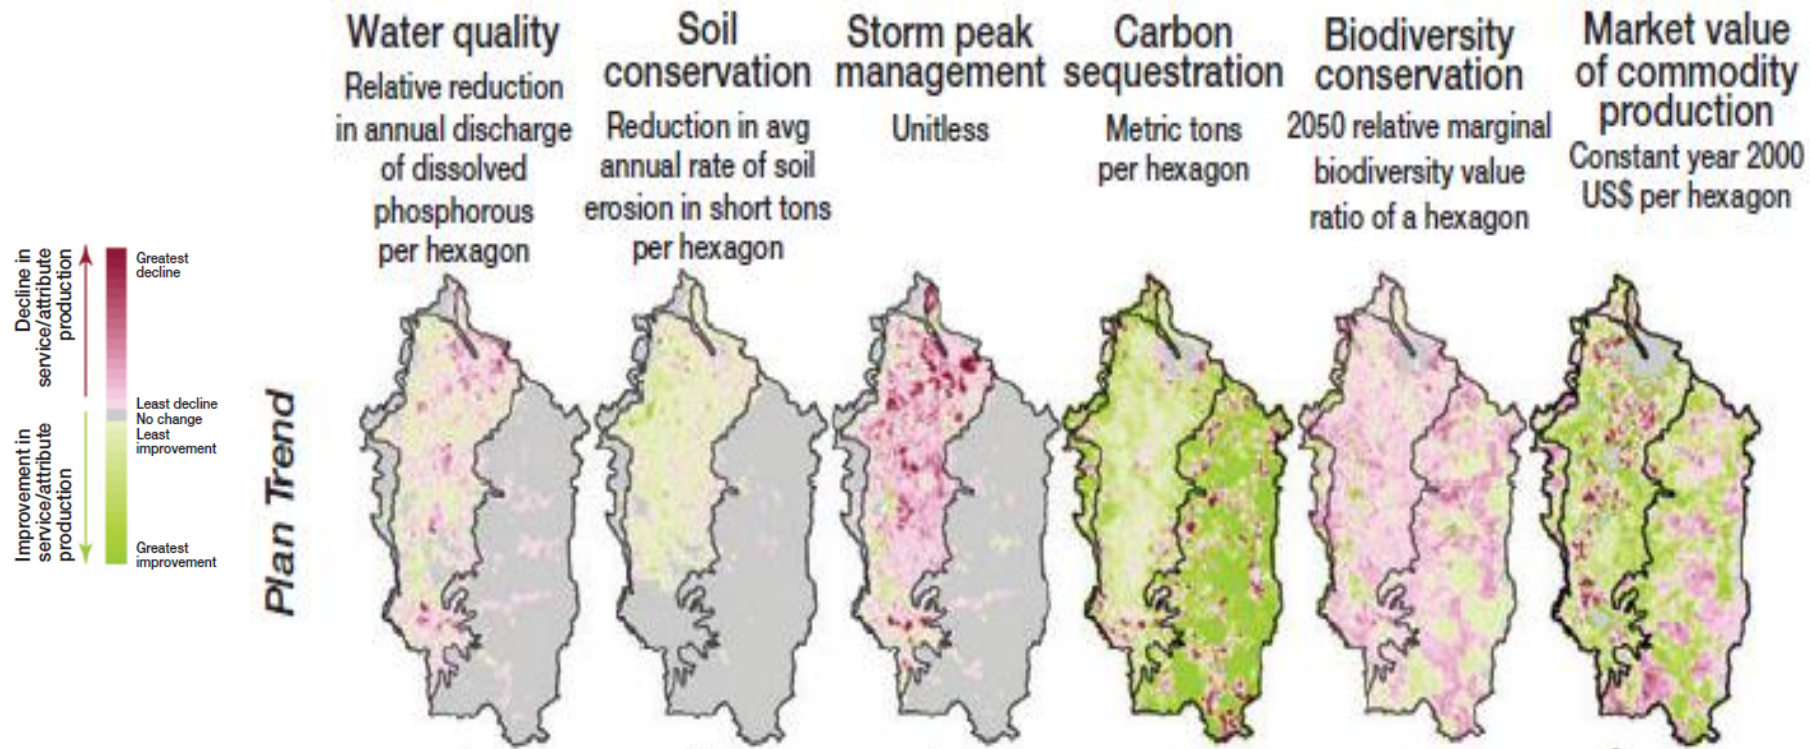 Water quality
Relative reduction
in annual discharge
of dissolved
phosphorous
per hexagon
Soil
conservation
Reduction in avg
annual rate of soil
erosion in short tons
per hexagon
Storm peak
management
Unitless
Carbon
sequestration
Metric tons
per hexagon
Biodiversity
conservation
2050 relative marginal
biodiversity value
ratio of a hexagon
Market value
of commodity
production
Constant year 2000
US$ per hexagon
Decline in
service/attribute
production
Improvement in
service/attribute
production
Greatest
decline
Least decline
No change
Least
improvement
Greatest
improvement
Plan Trend